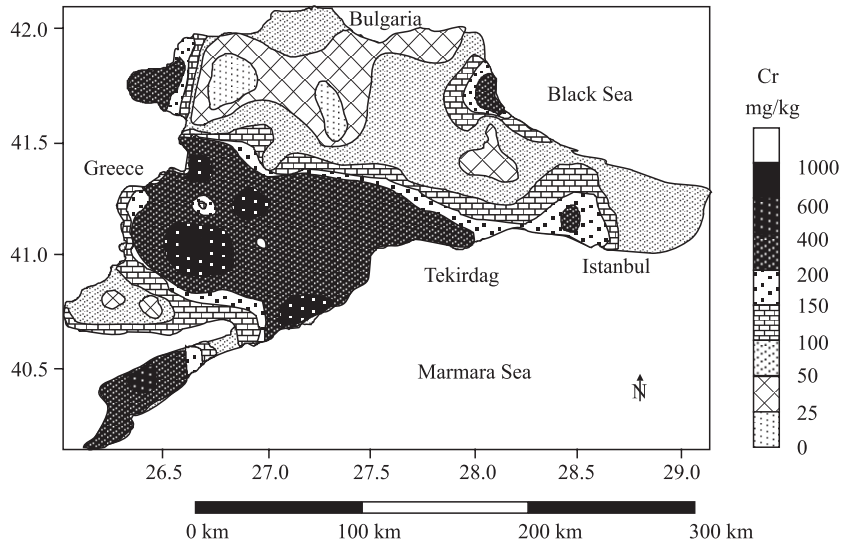 Bulgaria
Black Sea
Greece
Tekirdag
Istanbul
Marmara Sea
N
42.0
41.5
41.0
40.5
26.5 27.0 27.5 28.0 28.5 29.0
0 km 100 km 200 km 300 km
Cr
mg/kg
1000
600
400
200
150
100
50
25
0